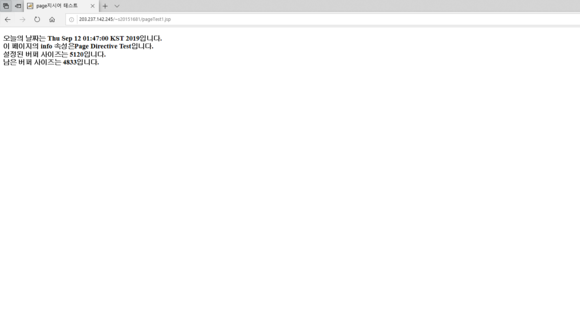 page지시어 테스트
203.237.142.245/~s20151681/pageTest1.jsp
오늘의 날짜는 Thu Sep 12 01:47:00 KST 2019입니다.
이 페이지의 info 속성은Page Directive Test입니다.
설정된 버퍼 사이즈는 5120입니다.
남은 버퍼 사이즈는 4833입니다.